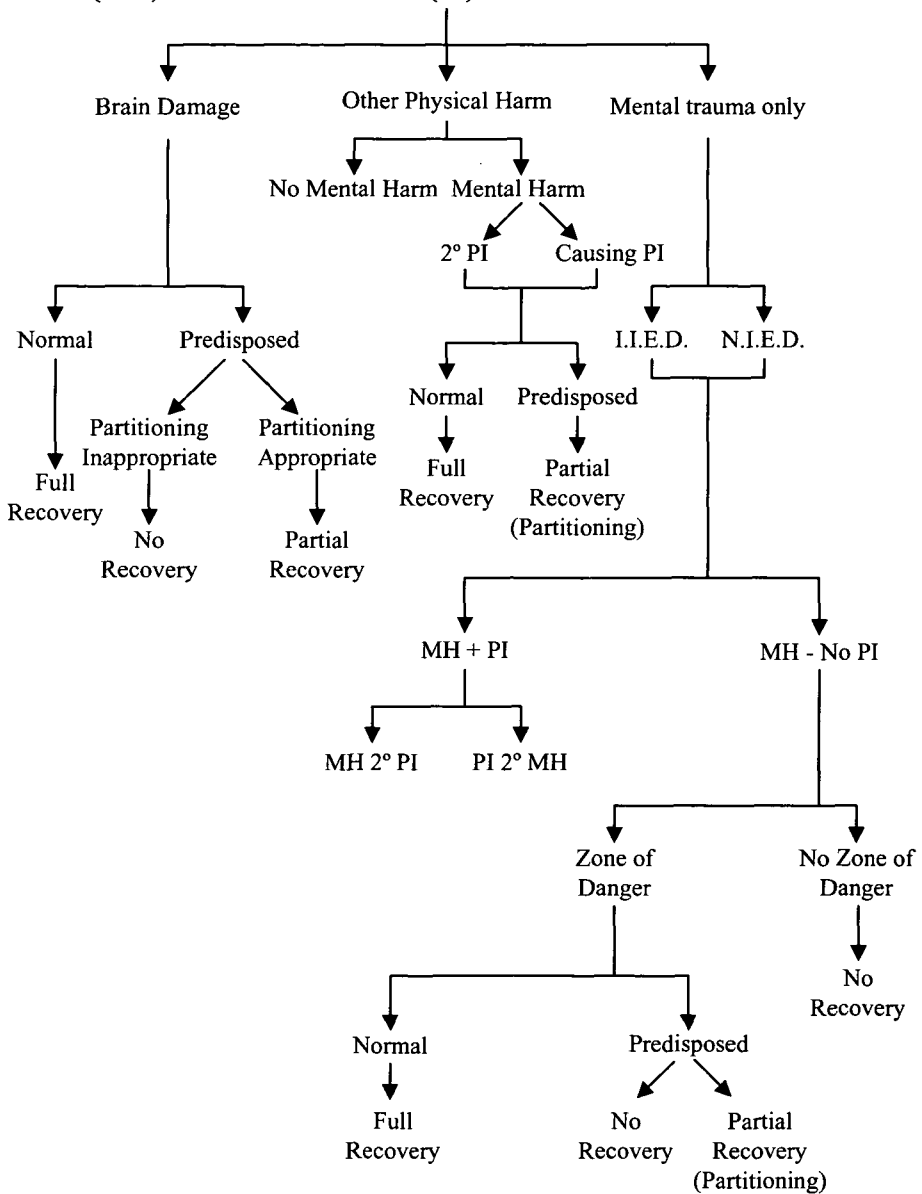 Brain Damage
Other Physical Harm
Mental trauma only
No Mental Harm
Mental Harm
2º PI
Causing PI
Normal
Predisposed
I.I.E.D.
N.I.E.D.
Partitioning
Inappropriate
Partitioning
Appropriate
Normal
Predisposed
Full
Recovery
No
Recovery
Partial
Recovery
Full
Recovery
Partial
Recovery
(Partitioning)
MH + PI
MH - No PI
MH 2º PI
PI 2º MH
Zone of
Danger
No Zone of
Danger
No
Recovery
Normal
Predisposed
Full
Recovery
No
Recovery
Partial
Recovery
(Partitioning)